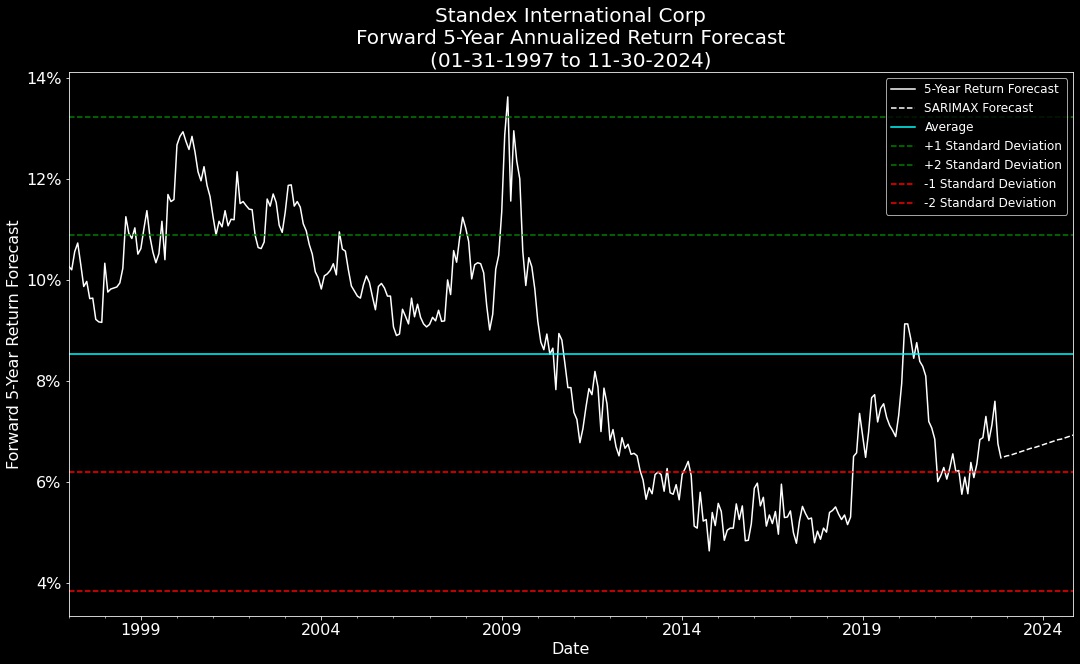 Standex International Corp
Forward 5-Year Annualized Return Forecast
(01-31-1997 to 11-30-2024)
Forward 5-Year Return Forecast
14%
12%
10%
8%
6%
4%
5-Year Return Forecast
SARIMAX Forecast
Average
+1 Standard Deviation
+2 Standard Deviation
-1 Standard Deviation
-2 Standard Deviation
1999
2004
2009
2014
2019
2024
Date